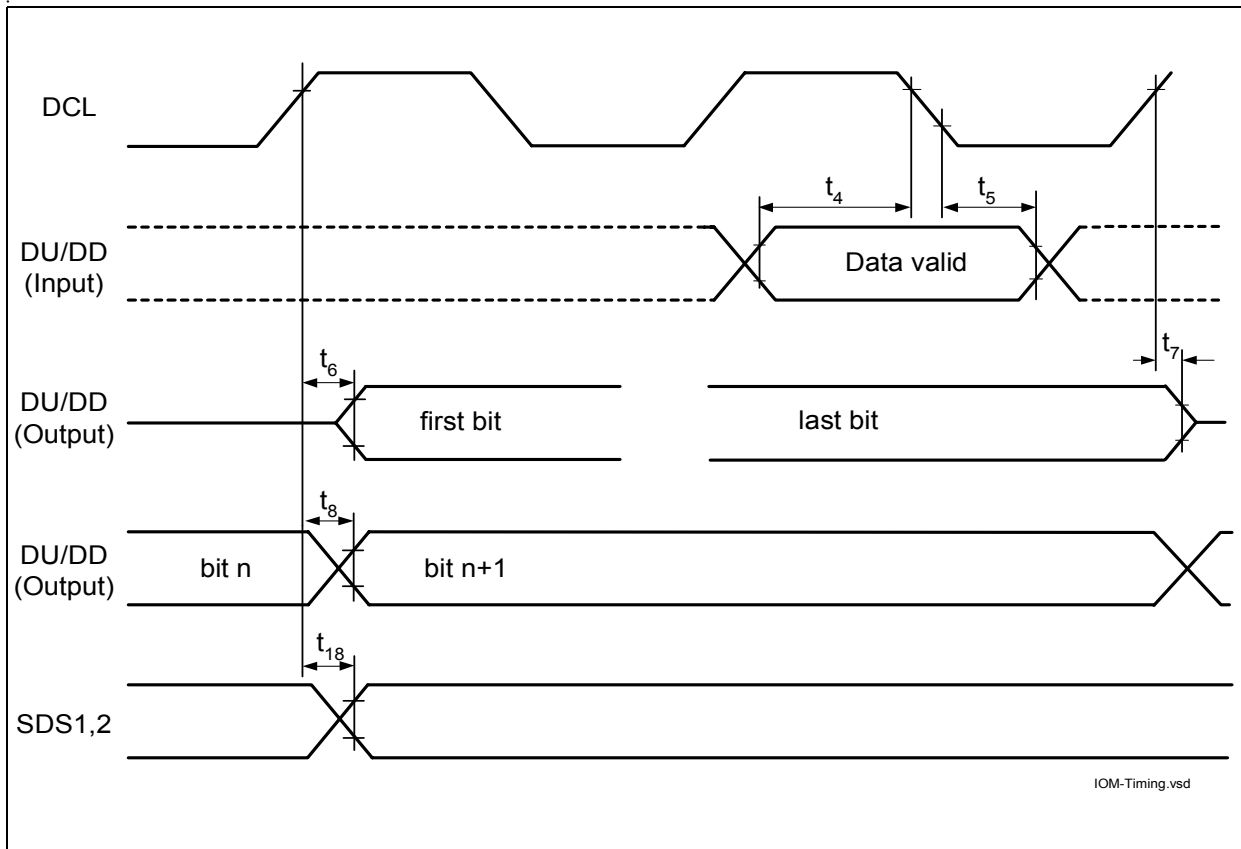 DCL
t4
t5
DU/DD
(Input)
Data valid
t6
t7
DU/DD
(Output)
first bit
last bit
t8
DU/DD
(Output)
bit n
bit n+1
t18
SDS1,2
IOM-Timing.vsd